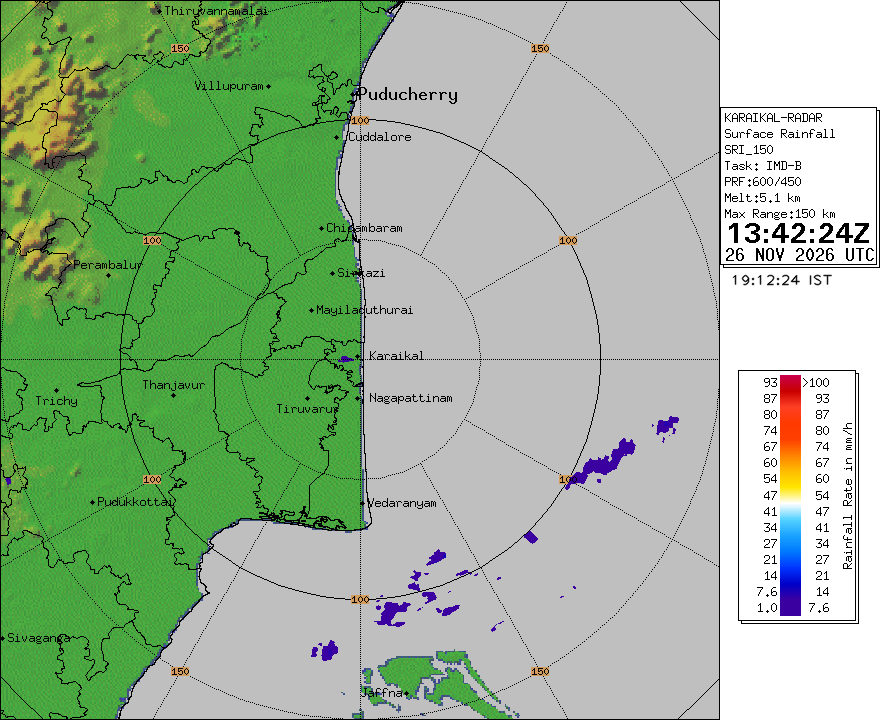 Thiruvannamalai
150
150
Villupuram
Puducherry
100
Cuddalore
Chidambaram
100
100
Perambalur
Sirkazi
Mayiladuthurai
Karaikal
Thanjavur
Trichy
Tiruvarur
Nagapattinam
100
100
Pudukkottai
Vedaranyam
100
Sivaganga
150
150
Jaffna
KARAIKAL-RADAR
Surface Rainfall
SRI_150
Task: IMD-B
PRF:600/450
Melt:5.1 km
Max Range:150 km
13:42:24Z
26 NOV 2026 UTC
19:12:24 IST
93 >100
87 93
80 87
74 80
67 74
60 67
54 60
47 54
41 47
34 41
27 34
21 27
14 21
7.6 14
1.0 7.6
Rainfall Rate in mm/h